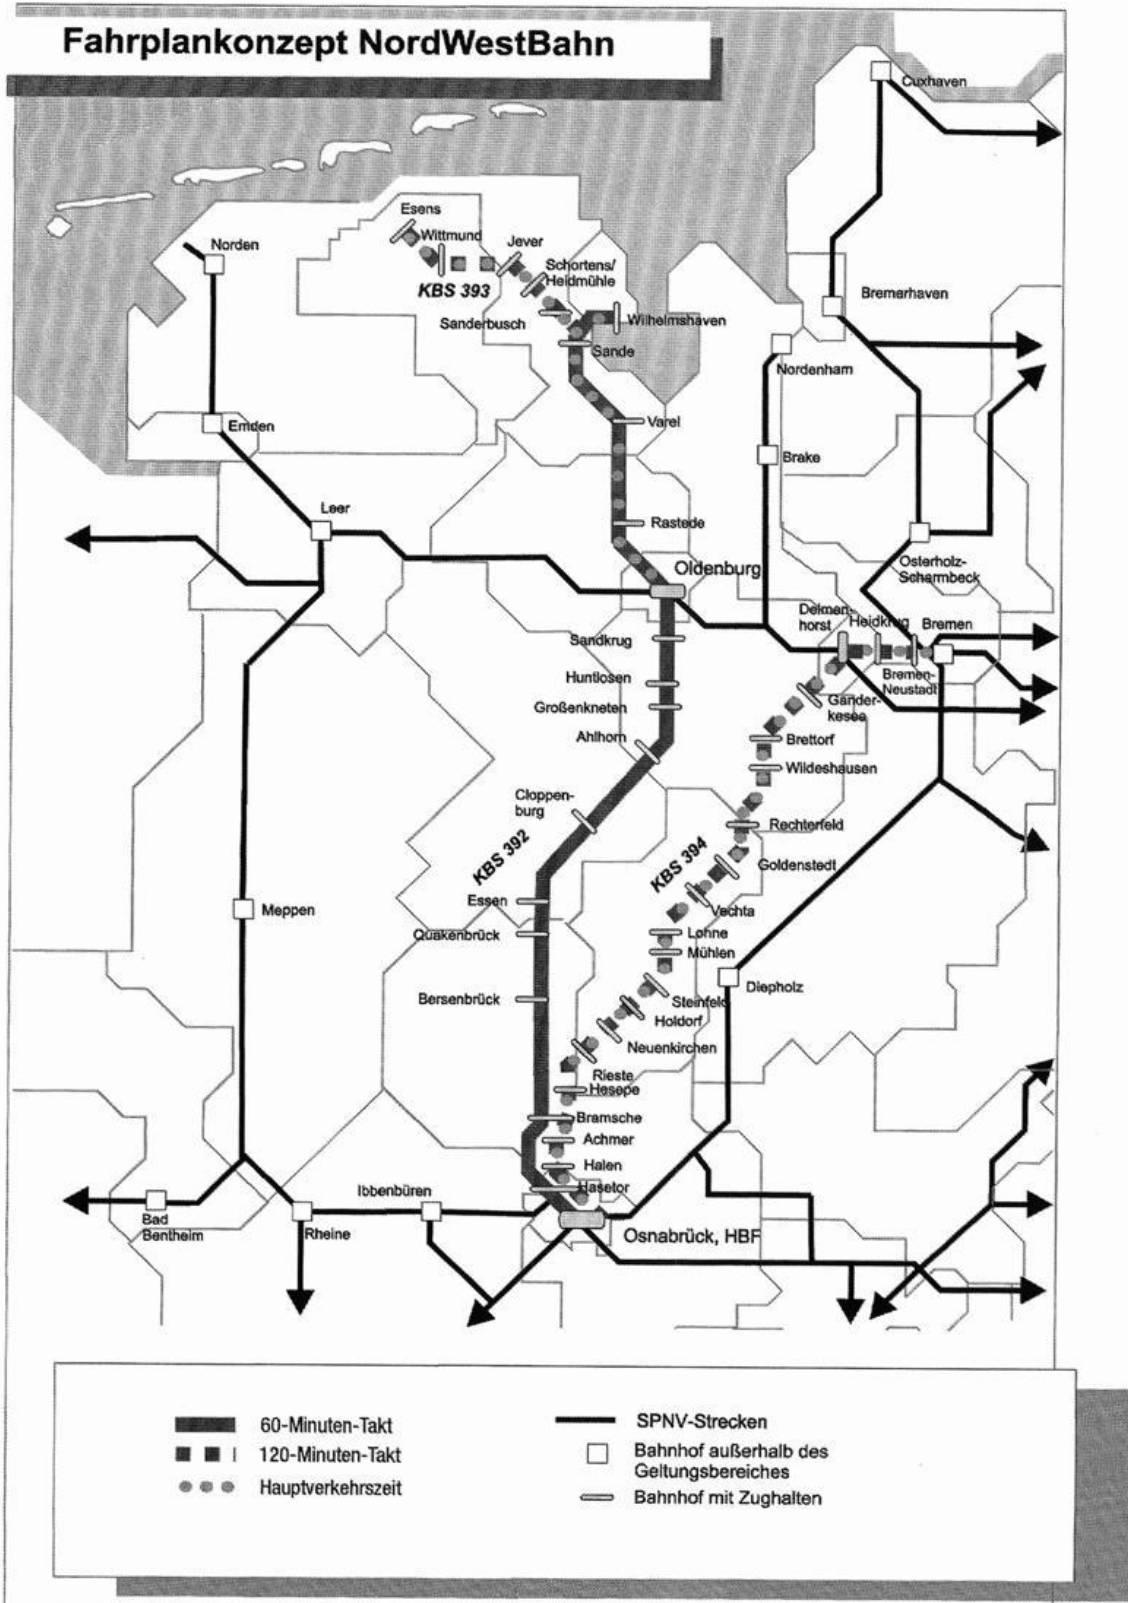 Fahrplankonzept NordWestBahn
Cuxhaven
Esens
Wittmund
Norden
Jever
Schortens/
Heidmühle
KBS 393
Bremerhaven
Sanderbusch
Wilhelmshaven
Sande
Nordenham
Emden
Varel
Brake
Leer
Rastede
Osterholz-
Scharmbeck
Oldenburg
Delmen-
horst
Heidkrug
Bremen
Sandkrug
Bremen-
Neustadt
Huntlosen
Großenkneten
Gander-
kesee
Ahlhorn
Brettorf
Wildeshausen
Cloppen-
burg
Rechterfeld
KBS 392
KBS 394
Goldenstedt
Essen
Vechta
Meppen
Quakenbrück
Lohne
Mühlen
Bersenbrück
Diepholz
Steinfeld
Holdorf
Neuenkirchen
Rieste
Hesepe
Bramsche
Achmer
Halen
Ibbenbüren
Hasetor
Bad
Bentheim
Rheine
Osnabrück, HBF
60-Minuten-Takt
120-Minuten-Takt
Hauptverkehrszeit
SPNV-Strecken
Bahnhof außerhalb des
Geltungsbereiches
Bahnhof mit Zughalten